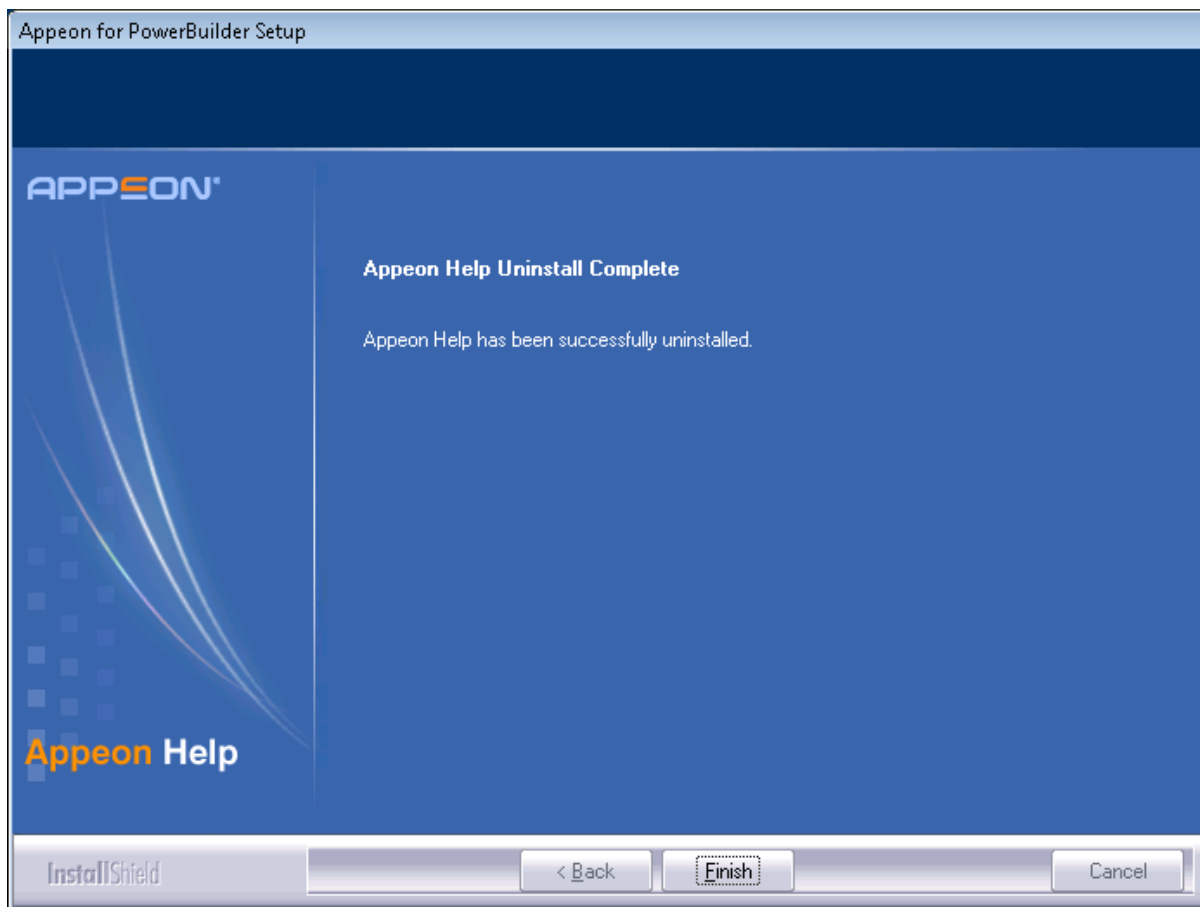 Appeon for PowerBuilder Setup
APPEON
Appeon Help Uninstall Complete
Appeon Help has been successfully uninstalled.
Appeon Help
InstallShield
< Back
Finish
Cancel